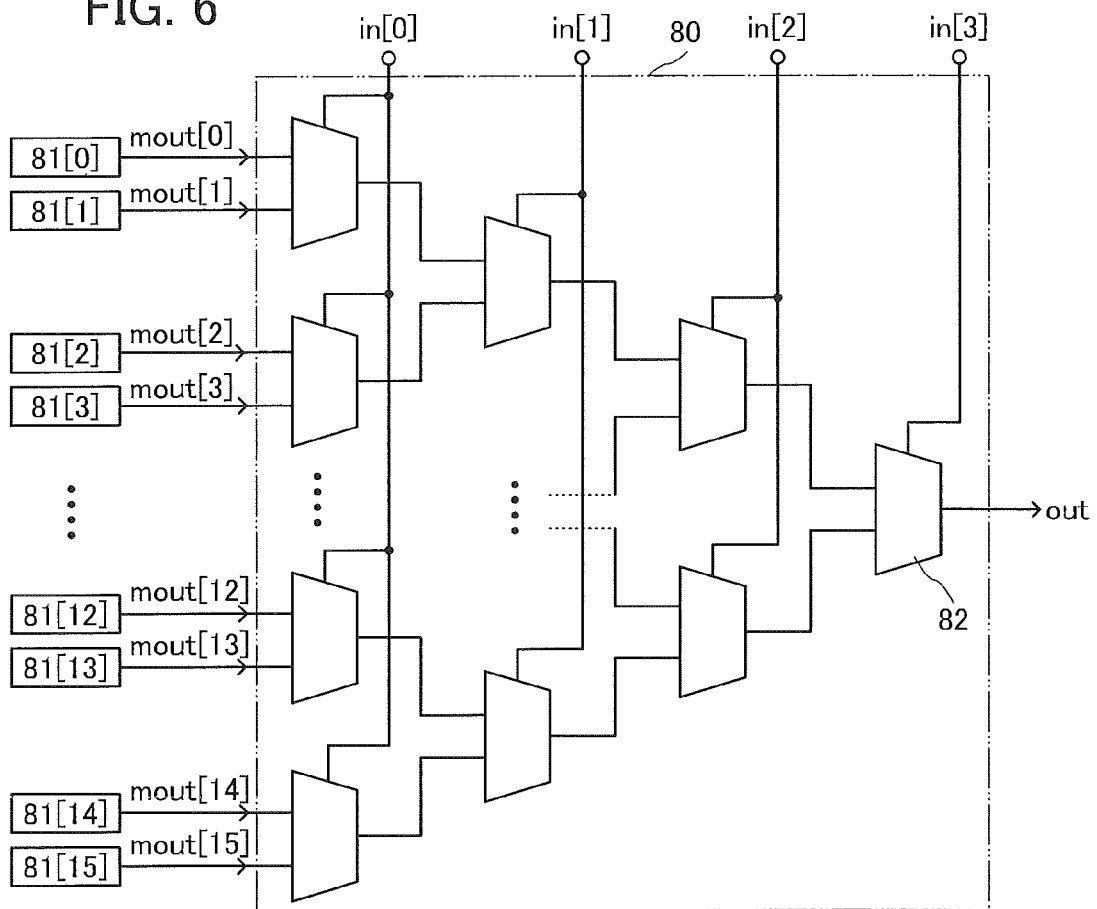 FIG. 6
in[0]
in[1]
80
in[2]
in[3]
81[0]
mout[0]
81[1]
mout[1]
81[2]
mout[2]
81[3]
mout[3]
out
81[12]
mout[12]
81[13]
mout[13]
82
81[14]
mout[14]
81[15]
mout[15]